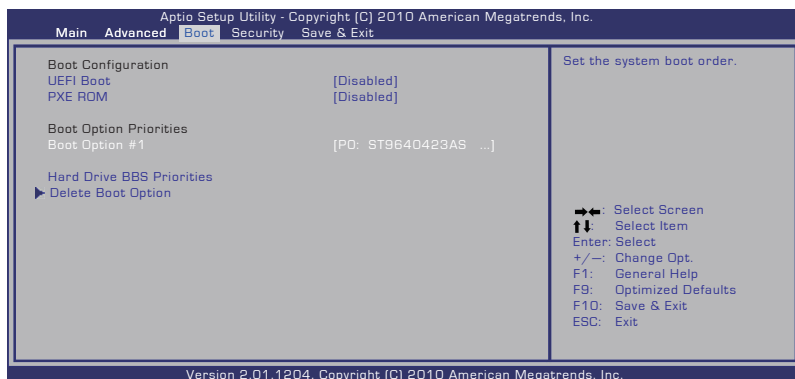 Aptio Setup Utility - Copyright (C) 2010 American Megatrends, Inc.
Main Advanced Boot Security Save & Exit
Boot Configuration
UEFI Boot [Disabled]
PXE ROM [Disabled]
Boot Option Priorities
Boot Option #1 [P0: ST9640423AS ...]
Hard Drive BBS Priorities
Delete Boot Option
Set the system boot order.
→←: Select Screen
↑↓: Select Item
Enter: Select
+/—: Change Opt.
F1: General Help
F9: Optimized Defaults
F10: Save & Exit
ESC: Exit
Version 2.01.1204. Copyright (C) 2010 American Megatrends, Inc.